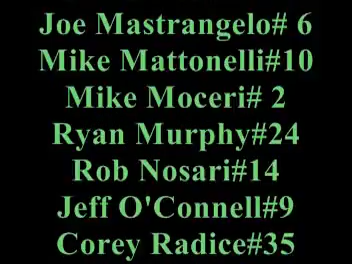 Joe Mastrangelo# 6
Mike Mattonelli#10
Mike Moceri# 2
Ryan Murphy#24
Rob Nosari#14
Jeff O'Connell#9
Corey Radice#35